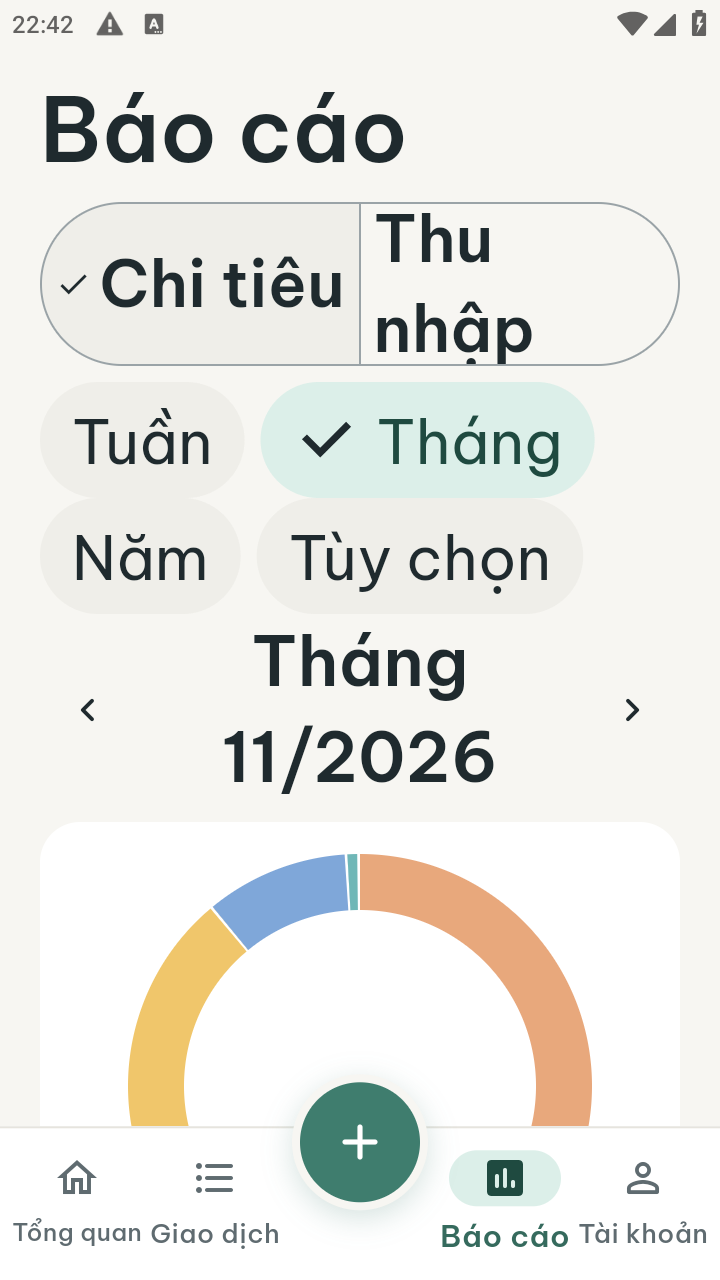 22:42
Báo cáo
Chi tiêu
Thu
nhập
Tuần
Tháng
Năm
Tùy chọn
Tháng
11/2026
Tổng quan
Giao dịch
Báo cáo
Tài khoản